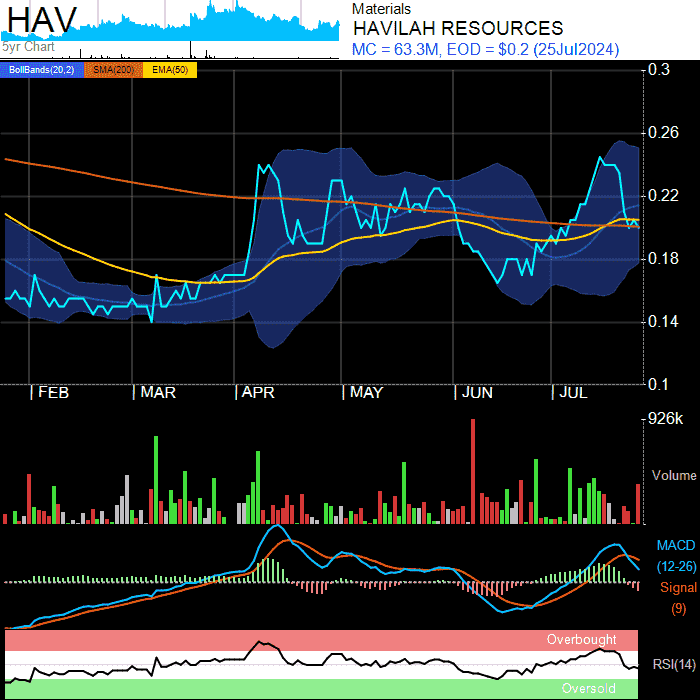 HAV
5yr Chart
Materials
HAVILAH RESOURCES
MC = 63.3M, EOD = $0.2 (25Jul2024)
BollBands(20,2) SMA(200) EMA(50)
0.3
0.26
0.22
0.18
0.14
0.1
| FEB | MAR | APR | MAY | JUN | JUL
926k
Volume
MACD
(12-26)
Signal
(9)
Overbought
RSI(14)
Oversold